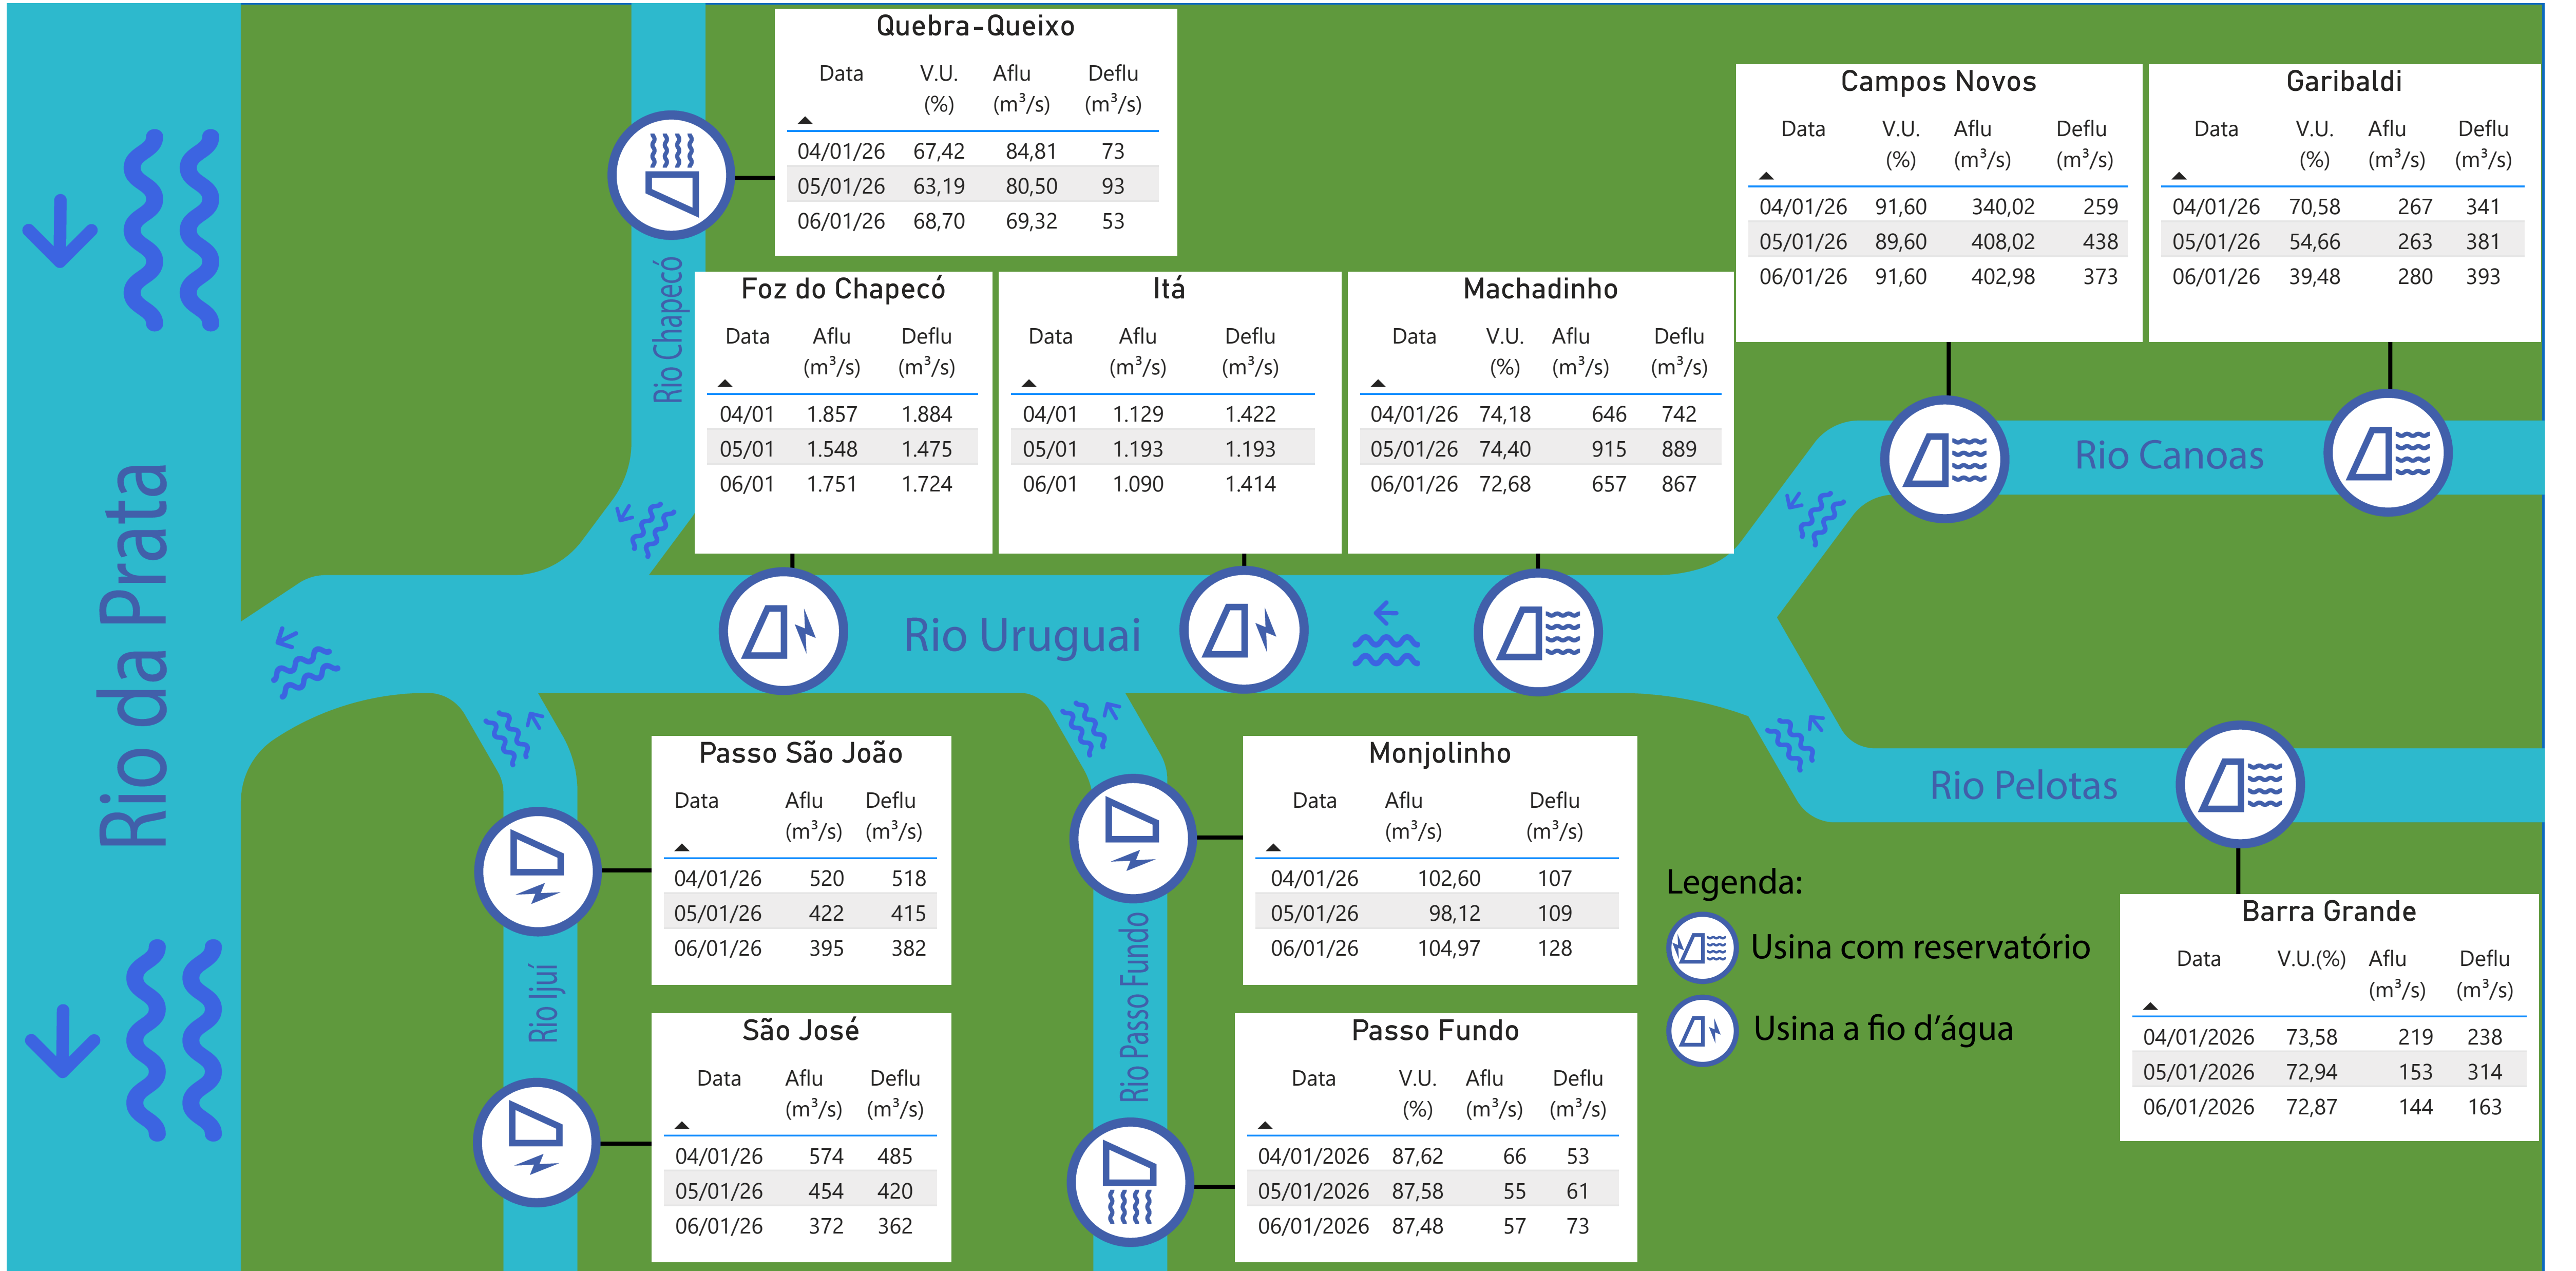 Quebra-Queixo
Data V.U. (%) Aflu (m³/s) Deflu (m³/s)
04/01/26 67,42 84,81 73
05/01/26 63,19 80,50 93
06/01/26 68,70 69,32 53
Campos Novos
Data V.U. (%) Aflu (m³/s) Deflu (m³/s)
04/01/26 91,60 340,02 259
05/01/26 89,60 408,02 438
06/01/26 91,60 402,98 373
Garibaldi
Data V.U. (%) Aflu (m³/s) Deflu (m³/s)
04/01/26 70,58 267 341
05/01/26 54,66 263 381
06/01/26 39,48 280 393
Rio Chapecó
Foz do Chapecó
Data Aflu (m³/s) Deflu (m³/s)
04/01 1.857 1.884
05/01 1.548 1.475
06/01 1.751 1.724
Itá
Data Aflu (m³/s) Deflu (m³/s)
04/01 1.129 1.422
05/01 1.193 1.193
06/01 1.090 1.414
Machadinho
Data V.U. (%) Aflu (m³/s) Deflu (m³/s)
04/01/26 74,18 646 742
05/01/26 74,40 915 889
06/01/26 72,68 657 867
Rio Canoas
Rio da Prata
Rio Uruguai
Rio Pelotas
Passo São João
Data Aflu (m³/s) Deflu (m³/s)
04/01/26 520 518
05/01/26 422 415
06/01/26 395 382
Monjolinho
Data Aflu (m³/s) Deflu (m³/s)
04/01/26 102,60 107
05/01/26 98,12 109
06/01/26 104,97 128
Rio Ijuí
Rio Passo Fundo
Legenda:
Usina com reservatório
Usina a fio d’água
Barra Grande
Data V.U.(%) Aflu (m³/s) Deflu (m³/s)
04/01/2026 73,58 219 238
05/01/2026 72,94 153 314
06/01/2026 72,87 144 163
São José
Data Aflu (m³/s) Deflu (m³/s)
04/01/26 574 485
05/01/26 454 420
06/01/26 372 362
Passo Fundo
Data V.U. (%) Aflu (m³/s) Deflu (m³/s)
04/01/2026 87,62 66 53
05/01/2026 87,58 55 61
06/01/2026 87,48 57 73